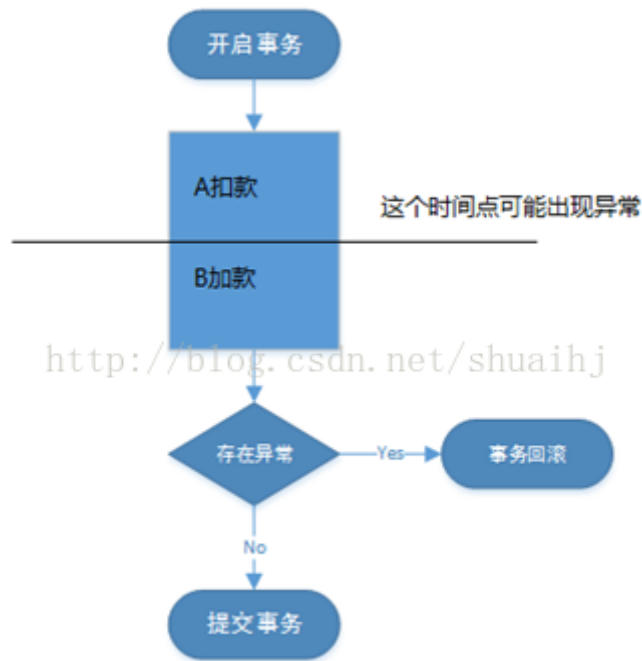 开启事务
A扣款
这个时间点可能出现异常
B加款
http://blog.csdn.net/shuaihj
存在异常
Yes
事务回滚
No
提交事务